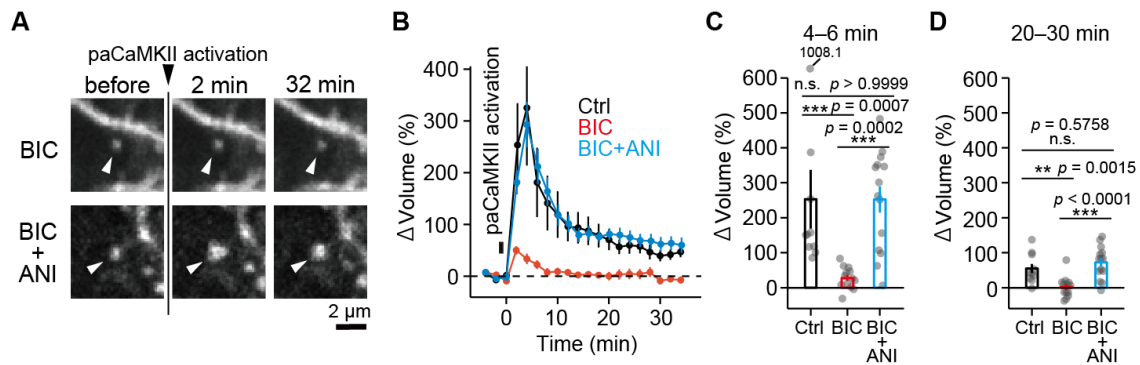 A
paCaMKII activation
before
2 min
32 min
BIC
BIC
+
ANI
2 µm
B
Δ Volume (%)
400
300
200
100
0
paCaMKII activation
Ctrl
BIC
BIC+ANI
0
10
20
30
Time (min)
C
4–6 min
1008.1
Δ Volume (%)
600
500
400
300
200
100
0
n.s. p > 0.9999
*** p = 0.0007
p = 0.0002
***
Ctrl
BIC
BIC
+
ANI
D
20–30 min
Δ Volume (%)
600
500
400
300
200
100
0
p = 0.5758
n.s.
** p = 0.0015
p < 0.0001
***
Ctrl
BIC
BIC
+
ANI